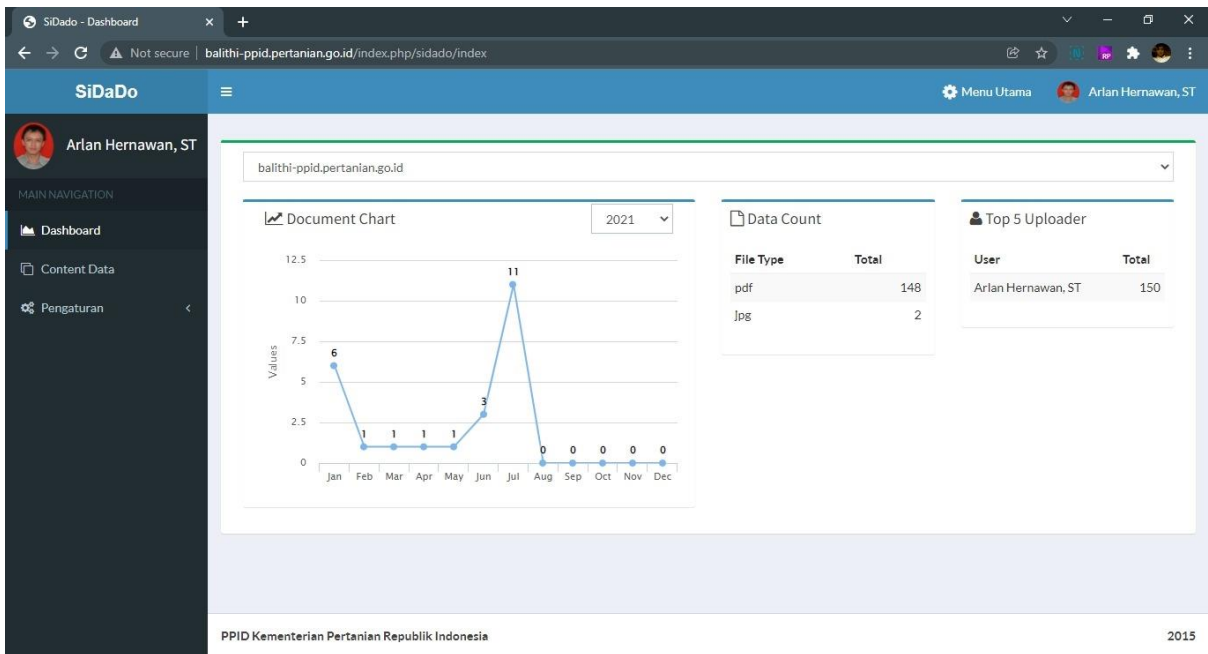 SiDado - Dashboard
Not secure | balithi-ppid.pertanian.go.id/index.php/sidado/index
SiDaDo
Menu Utama
Arlan Hernawan, ST
Arlan Hernawan, ST
MAIN NAVIGATION
Dashboard
Content Data
Pengaturan
balithi-ppid.pertanian.go.id
Document Chart
2021
12.5
10
7.5
5
2.5
0
Values
6
1
1
1
1
3
11
0
0
0
0
0
Jan Feb Mar Apr May Jun Jul Aug Sep Oct Nov Dec
Data Count
File Type Total
pdf 148
Jpg 2
Top 5 Uploader
User Total
Arlan Hernawan, ST 150
PPID Kementerian Pertanian Republik Indonesia
2015